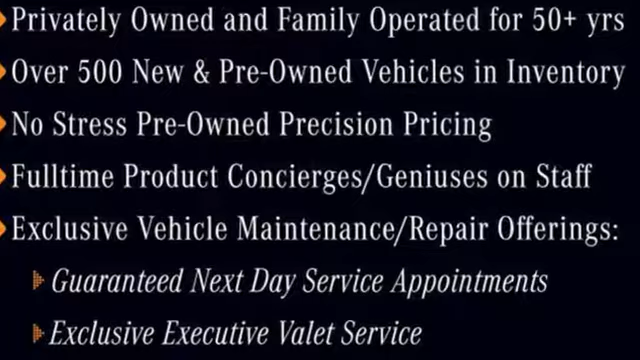 Privately Owned and Family Operated for 50+ yrs
Over 500 New & Pre-Owned Vehicles in Inventory
No Stress Pre-Owned Precision Pricing
Fulltime Product Concierges/Geniuses on Staff
Exclusive Vehicle Maintenance/Repair Offerings:
Guaranteed Next Day Service Appointments
Exclusive Executive Valet Service